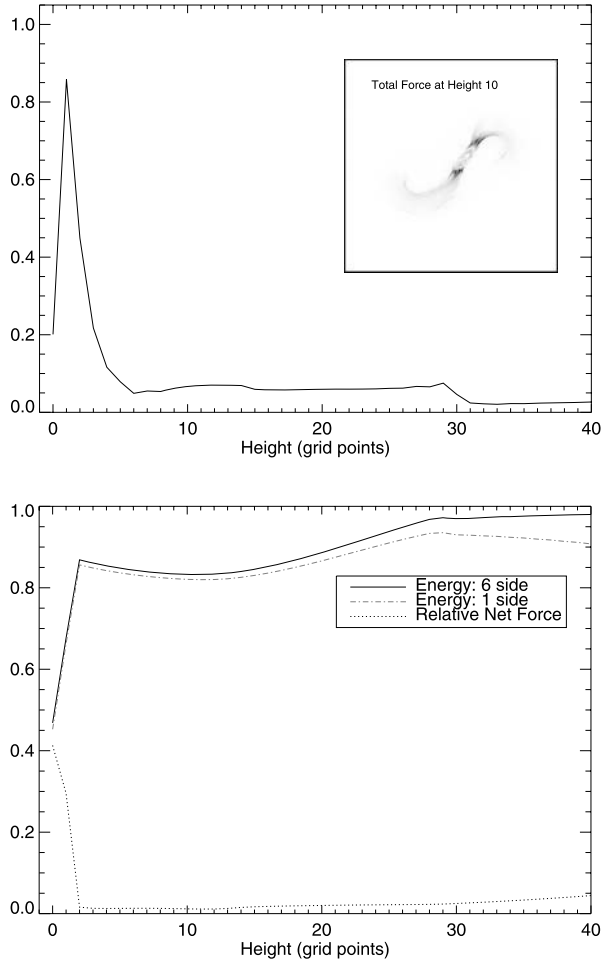 1.0
0.8
0.6
0.4
0.2
0.0
Total Force at Height 10
0 10 20 30 40
Height (grid points)
1.0
0.8
0.6
0.4
0.2
0.0
Energy: 6 side
Energy: 1 side
Relative Net Force
0 10 20 30 40
Height (grid points)